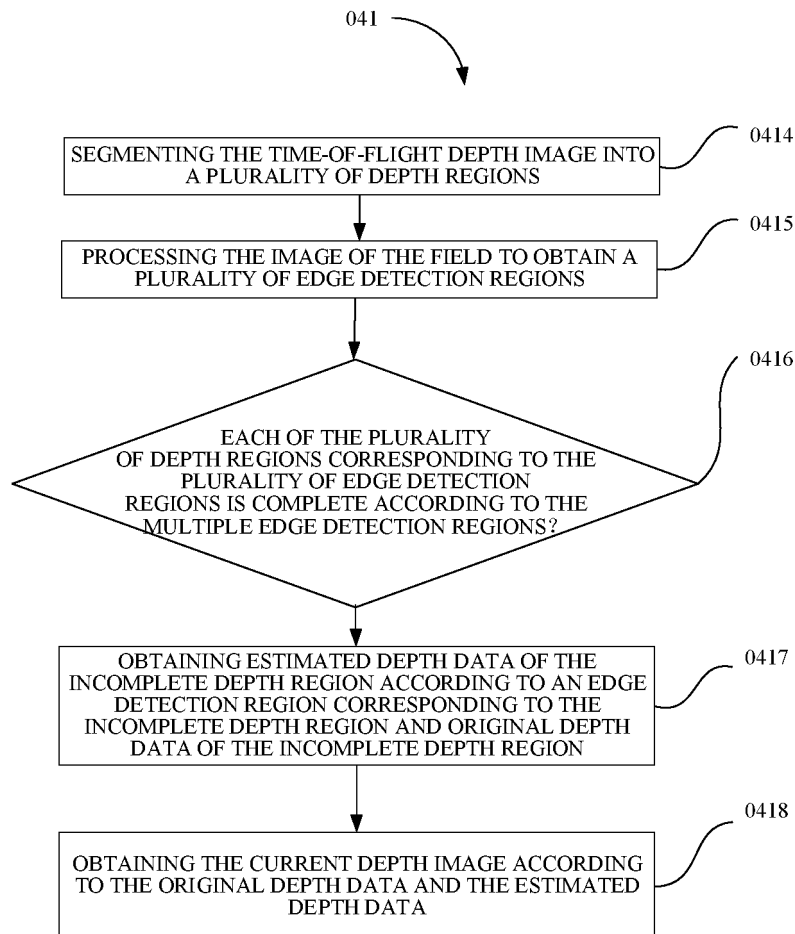 041
SEGMENTING THE TIME-OF-FLIGHT DEPTH IMAGE INTO
A PLURALITY OF DEPTH REGIONS
0414
PROCESSING THE IMAGE OF THE FIELD TO OBTAIN A
PLURALITY OF EDGE DETECTION REGIONS
0415
EACH OF THE PLURALITY
OF DEPTH REGIONS CORRESPONDING TO THE
PLURALITY OF EDGE DETECTION
REGIONS IS COMPLETE ACCORDING TO THE
MULTIPLE EDGE DETECTION REGIONS?
0416
OBTAINING ESTIMATED DEPTH DATA OF THE
INCOMPLETE DEPTH REGION ACCORDING TO AN EDGE
DETECTION REGION CORRESPONDING TO THE
INCOMPLETE DEPTH REGION AND ORIGINAL DEPTH
DATA OF THE INCOMPLETE DEPTH REGION
0417
OBTAINING THE CURRENT DEPTH IMAGE ACCORDING
TO THE ORIGINAL DEPTH DATA AND THE ESTIMATED
DEPTH DATA
0418